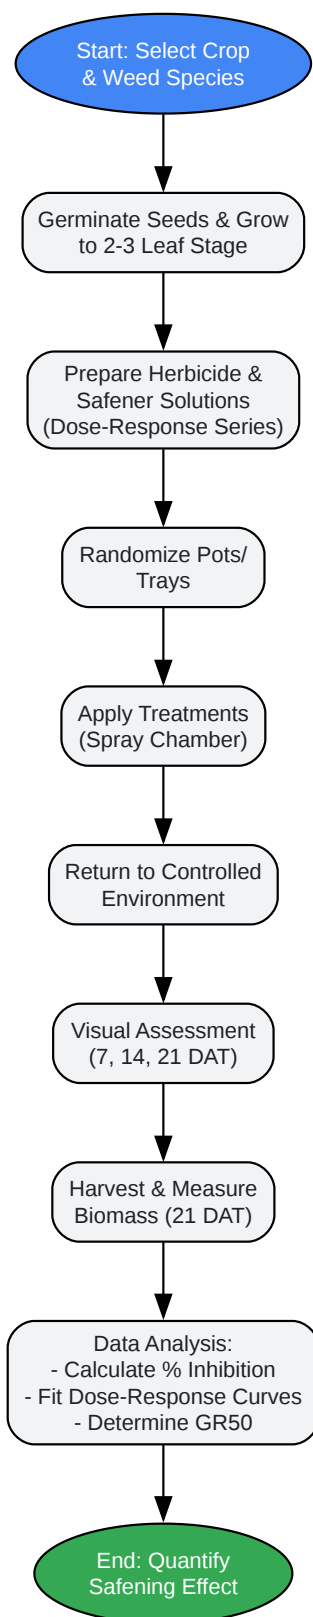 Start: Select Crop
& Weed Species
Germinate Seeds & Grow
to 2-3 Leaf Stage
Prepare Herbicide &
Safener Solutions
(Dose-Response Series)
Randomize Pots/
Trays
Apply Treatments
(Spray Chamber)
Return to Controlled
Environment
Visual Assessment
(7, 14, 21 DAT)
Harvest & Measure
Biomass (21 DAT)
Data Analysis:
- Calculate % Inhibition
- Fit Dose-Response Curves
- Determine GR50
End: Quantify
Safening Effect